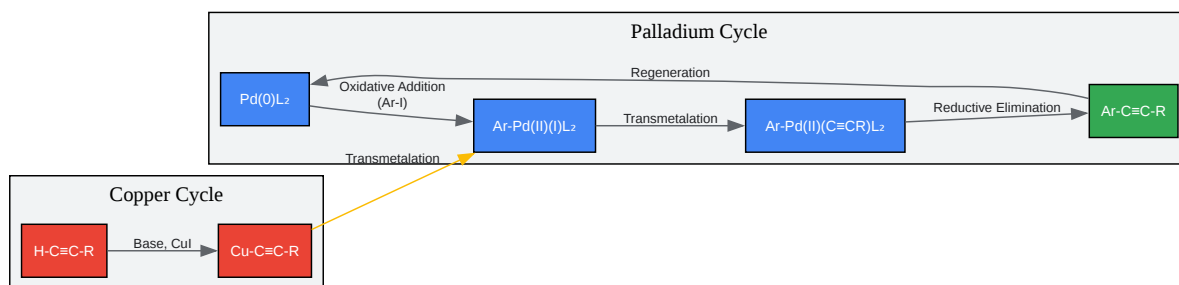 Palladium Cycle
Regeneration
Pd(0)L₂
Oxidative Addition
(Ar-I)
Ar-Pd(II)(I)L₂
Transmetalation
Ar-Pd(II)(C≡CR)L₂
Reductive Elimination
Ar-C≡C-R
Transmetalation
Copper Cycle
H-C≡C-R
Base, CuI
Cu-C≡C-R